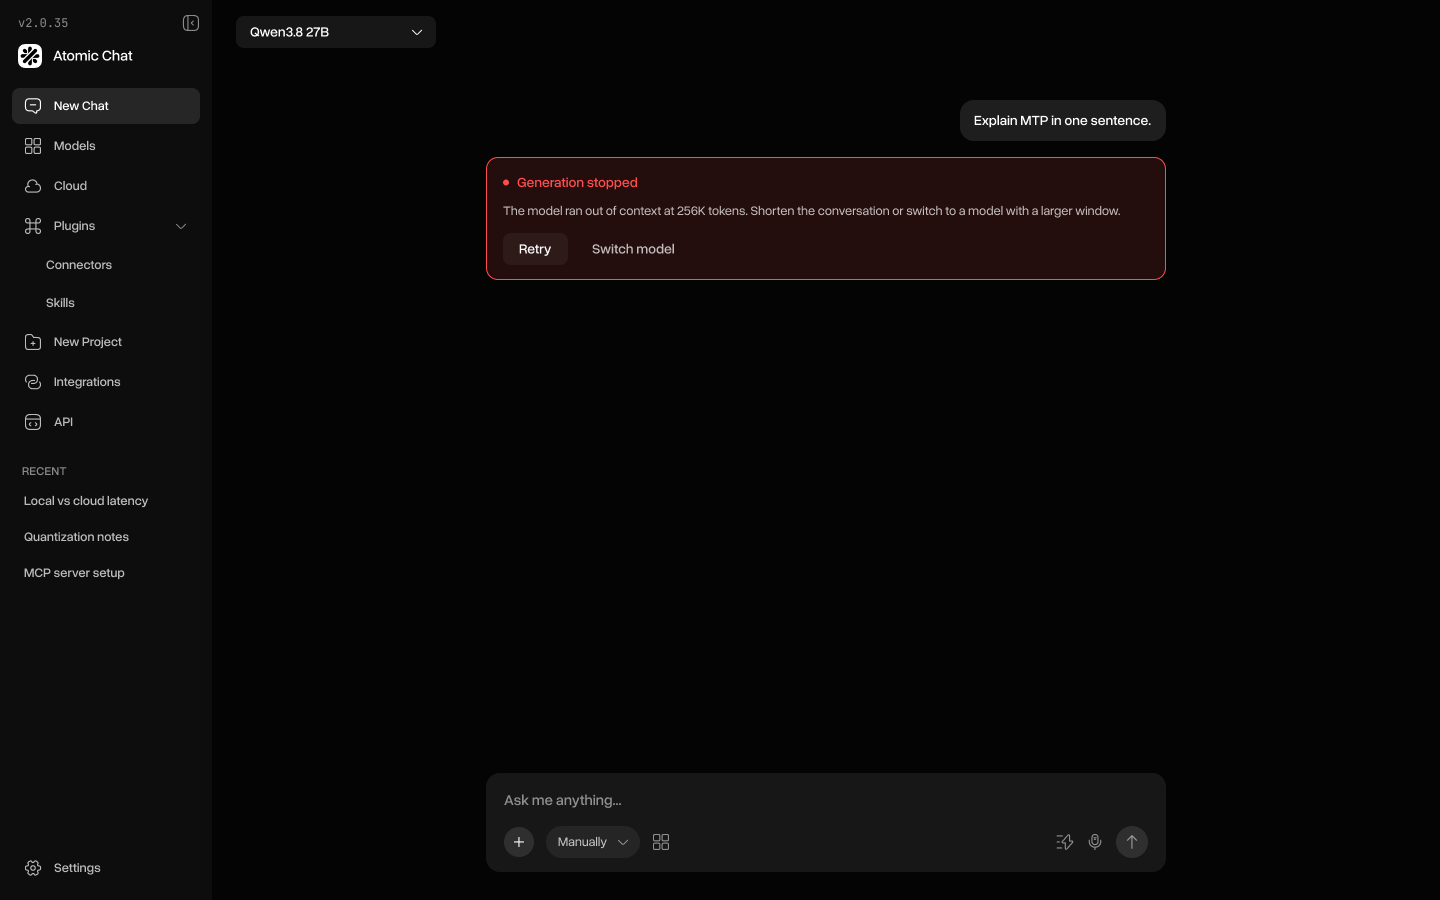 v2.0.35
Atomic Chat
New Chat
Models
Cloud
Plugins
Connectors
Skills
New Project
Integrations
API
RECENT
Local vs cloud latency
Quantization notes
MCP server setup
Settings
Qwen3.8 27B
Explain MTP in one sentence.
Generation stopped
The model ran out of context at 256K tokens. Shorten the conversation or switch to a model with a larger window.
Retry
Switch model
Ask me anything...
Manually